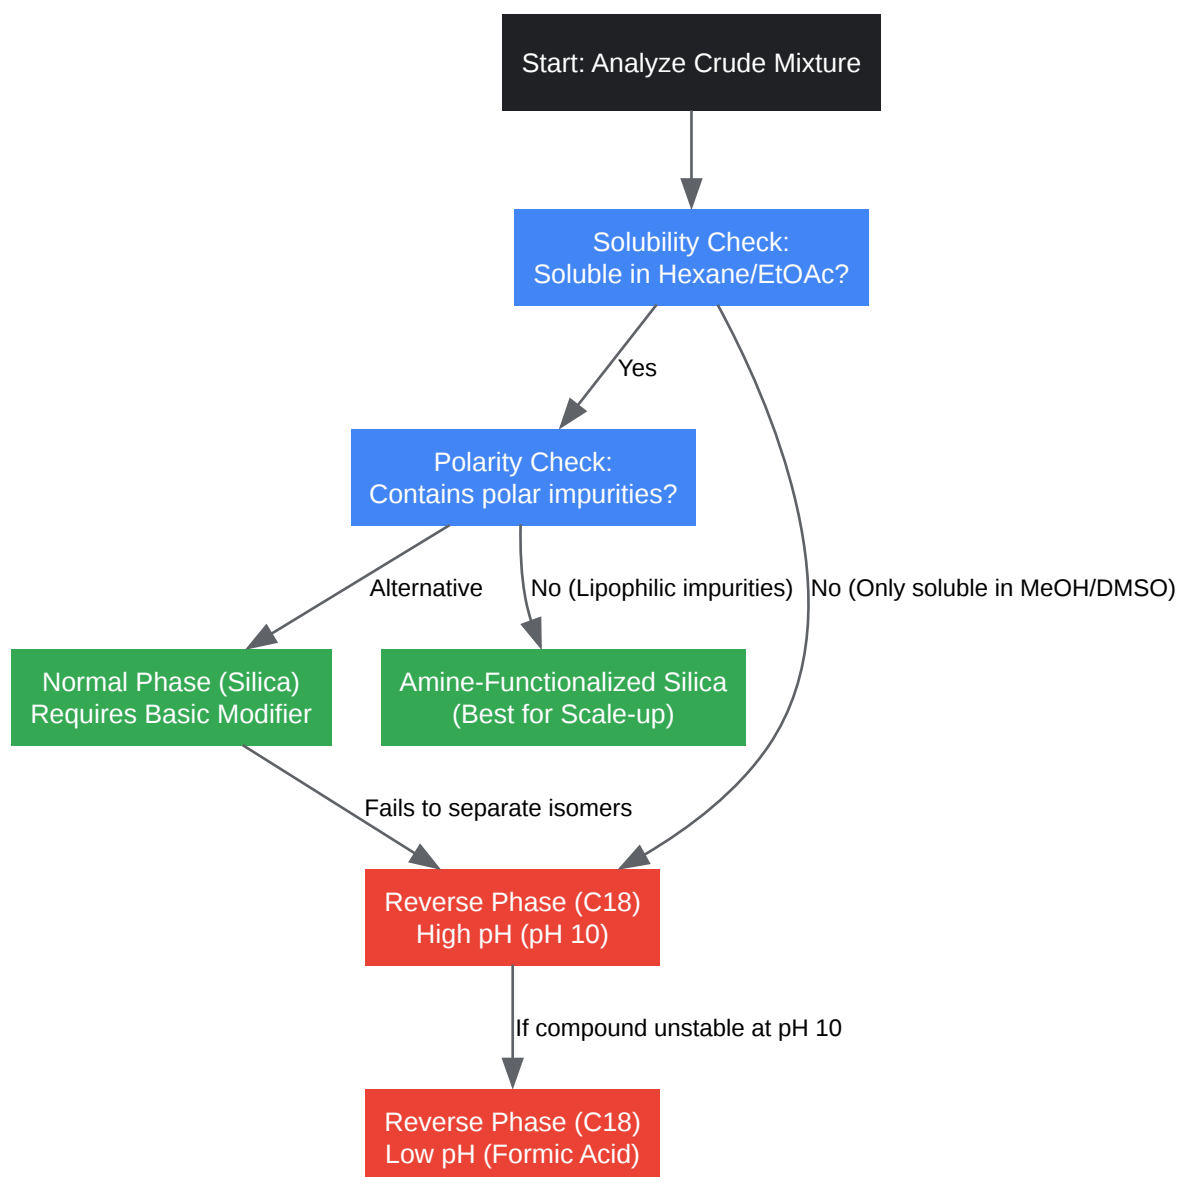 Start: Analyze Crude Mixture
Solubility Check:
Soluble in Hexane/EtOAc?
Yes
Polarity Check:
Contains polar impurities?
Alternative
No (Lipophilic impurities)
No (Only soluble in MeOH/DMSO)
Normal Phase (Silica)
Requires Basic Modifier
Amine-Functionalized Silica
(Best for Scale-up)
Fails to separate isomers
Reverse Phase (C18)
High pH (pH 10)
If compound unstable at pH 10
Reverse Phase (C18)
Low pH (Formic Acid)